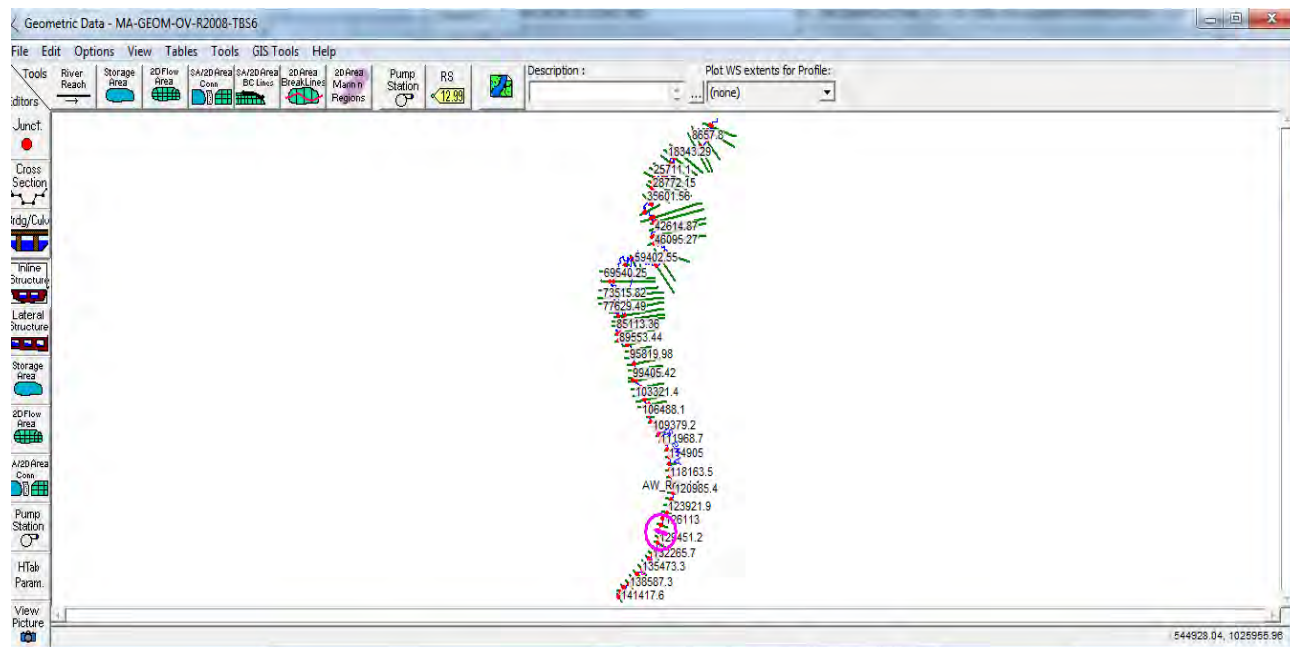 Geometric Data - MA-GEOM-OV-R2008-TBS6
File Edit Options View Tables Tools GIS Tools Help
Tools
ditors
River
Reach
Storage
Area
2D Flow
Area
SA/2D Area
Conn
SA/2D Area
BC Lines
2D Area
BreakLines
2D Area
Mann n
Regions
Pump
Station
RS
12.99
Description :
...
Plot WS extents for Profile:
(none)
Junct.
Cross
Section
rdg/Culv
Inline
Structure
Lateral
Structure
Storage
Area
2D Flow
Area
A/2D Area
Conn
Pump
Station
HTab
Param.
View
Picture
8657.8
18343.29
25711.1
28772.15
35601.56
42614.87
46095.27
59402.55
69540.25
73515.82
77629.49
85113.36
89553.44
95819.98
99405.42
103321.4
106488.1
109379.2
111968.7
114905
118163.5
120985.4
123921.9
126113
129451.2
132265.7
135473.3
138587.3
141417.6
544928.04, 1025955.96